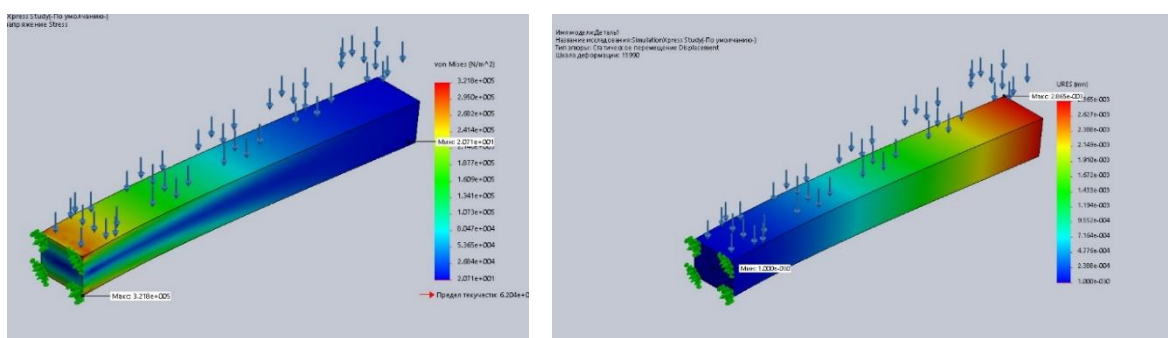 Xpress Study(-По умолчанию-)
напряжение Stress
von Mises (N/m^2)
3.218e+005
2.950e+005
2.682e+005
2.414e+005
Мин: 2.071e+001
1.877e+005
1.609e+005
1.341e+005
1.073e+005
8.047e+004
5.365e+004
2.684e+004
2.071e+001
Макс: 3.218e+005
Предел текучести: 6.204e+0
Имя модели:Деталь1
Название исследования:SimulationXpress Study(-По умолчанию-)
Тип эпюры: Статическое перемещение Displacement
Шкала деформации:
URES (mm)
Макс: 2.865e-003
2.627e-003
2.388e-003
2.149e-003
1.910e-003
1.672e-003
1.433e-003
1.194e-003
9.552e-004
7.164e-004
4.776e-004
2.388e-004
1.000e-030
Мин: 1.000e-030